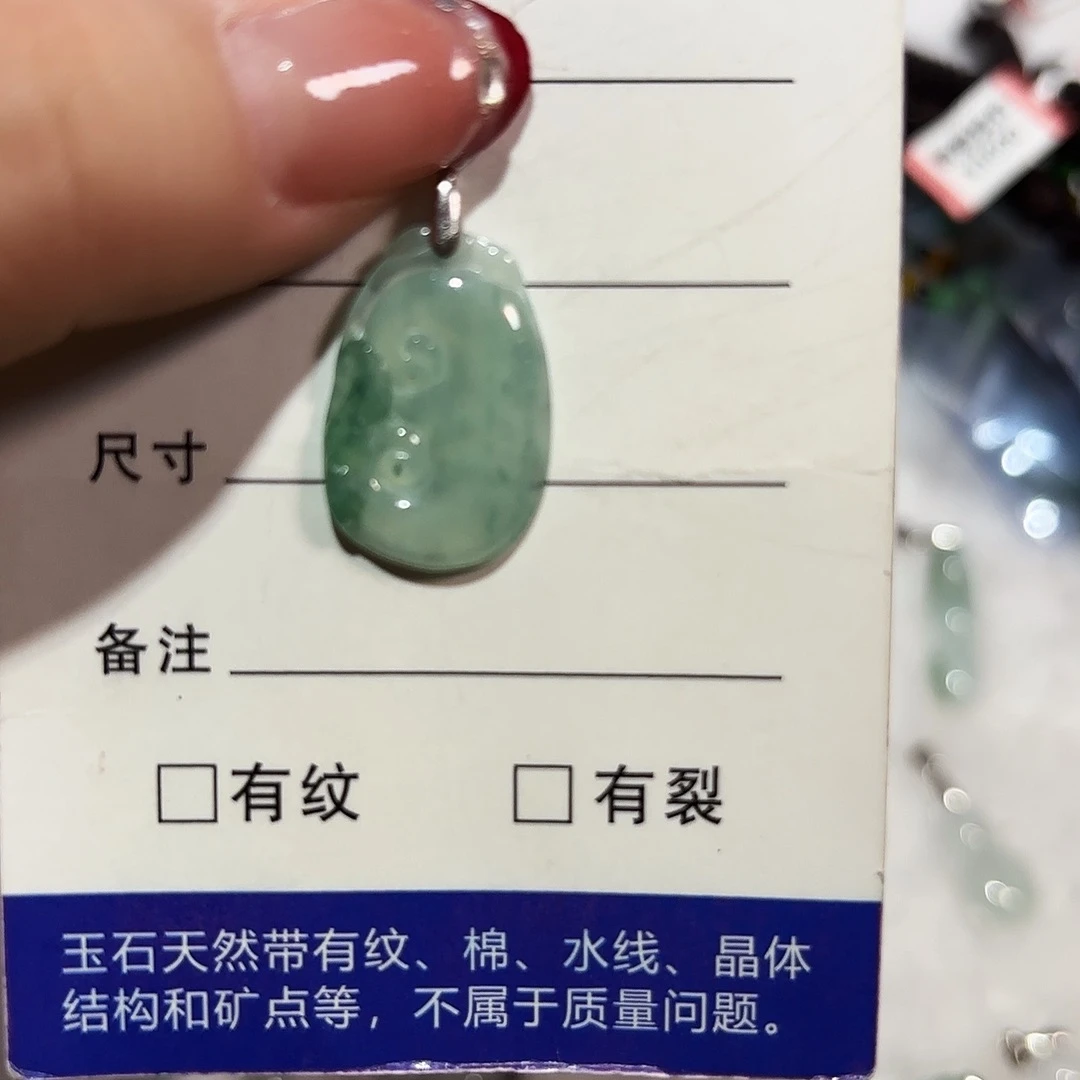 尺寸
备注
□有纹 □有裂
玉石天然带有纹、棉、水线、晶体
结构和矿点等，不属于质量问题。